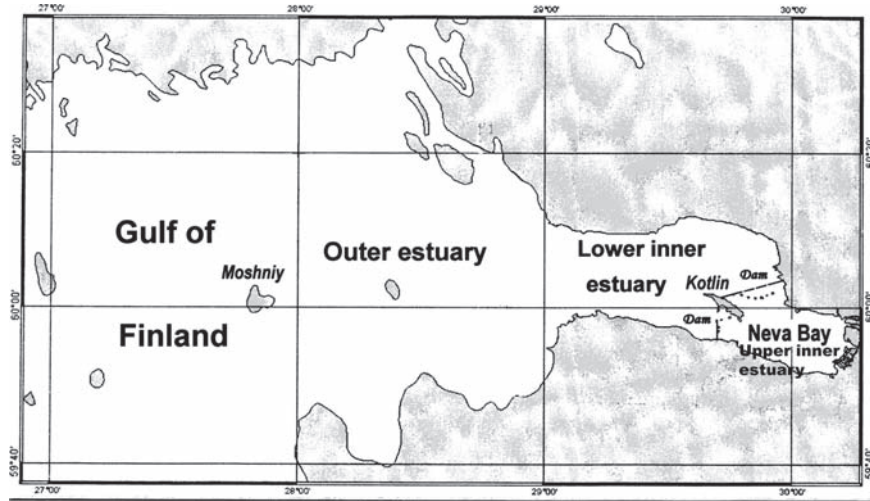 27°00' 28°00' 29°00' 30°00'
60°20' 60°20'
Gulf of
Moshniy
Outer estuary
Lower inner
estuary
Kotlin
Dam
60°00' 60°00'
Finland
Dam
Neva Bay
Upper inner
estuary
59°40' 59°40'
27°00' 28°00' 29°00' 30°00'